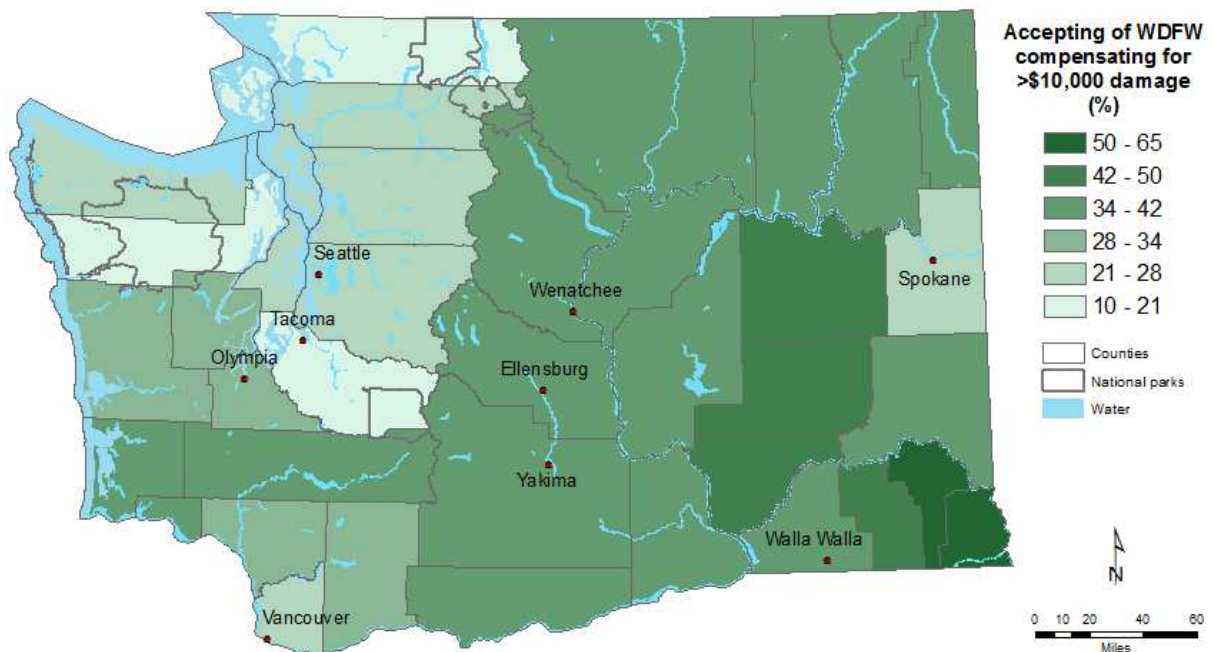 Accepting of WDFW
compensating for
>$10,000 damage
(%)
50 - 65
42 - 50
34 - 42
28 - 34
21 - 28
10 - 21
Counties
National parks
Water
Seattle
Spokane
Wenatchee
Tacoma
Olympia
Ellensburg
Yakima
Walla Walla
Vancouver
N
0 10 20 40 60
Miles